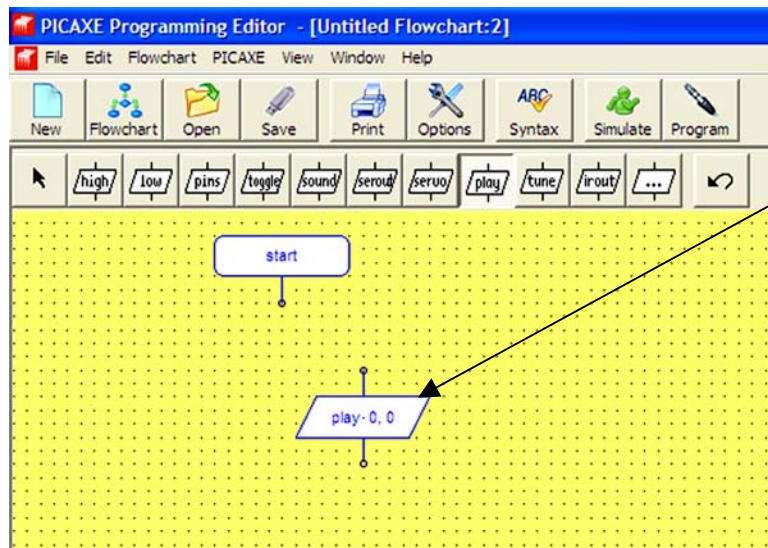 PICAXE Programming Editor - [Untitled Flowchart:2]
File Edit Flowchart PICAXE View Window Help
ABC
New Flowchart Open Save Print Options Syntax Simulate Program
high low pins toggle sound serout servo play tune irout ...
start
play- 0, 0